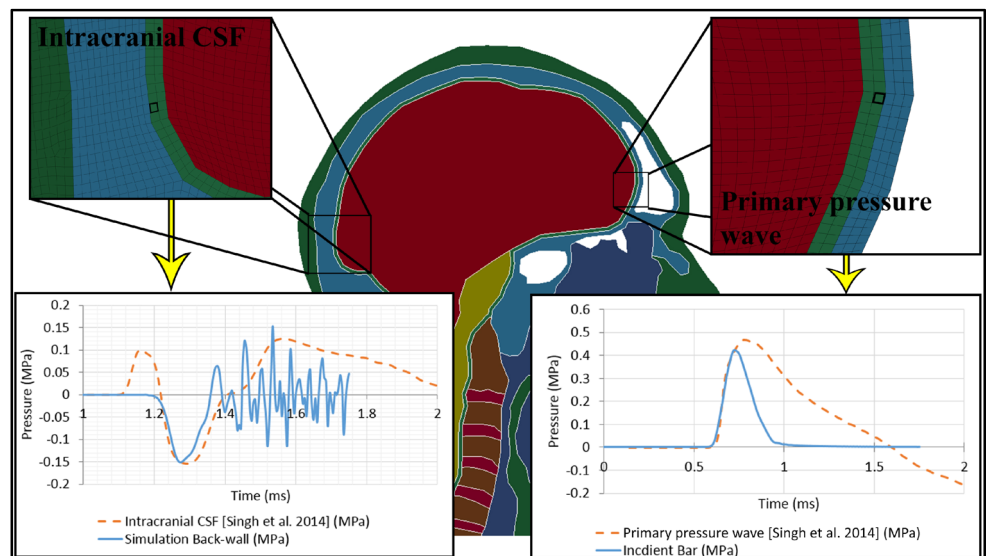 Intracranial CSF
Primary pressure
wave
0.2
0.15
0.1
0.05
0
-0.05
-0.1
-0.15
-0.2
1
1.2
1.4
1.6
1.8
2
Pressure (MPa)
Time (ms)
Intracranial CSF [Singh et al. 2014] (MPa)
Simulation Back-wall (MPa)
0.6
0.5
0.4
0.3
0.2
0.1
0
-0.1
-0.2
0
0.5
1
1.5
2
Pressure (MPa)
Time (ms)
Primary pressure wave [Singh et al. 2014] (MPa)
Incdient Bar (MPa)